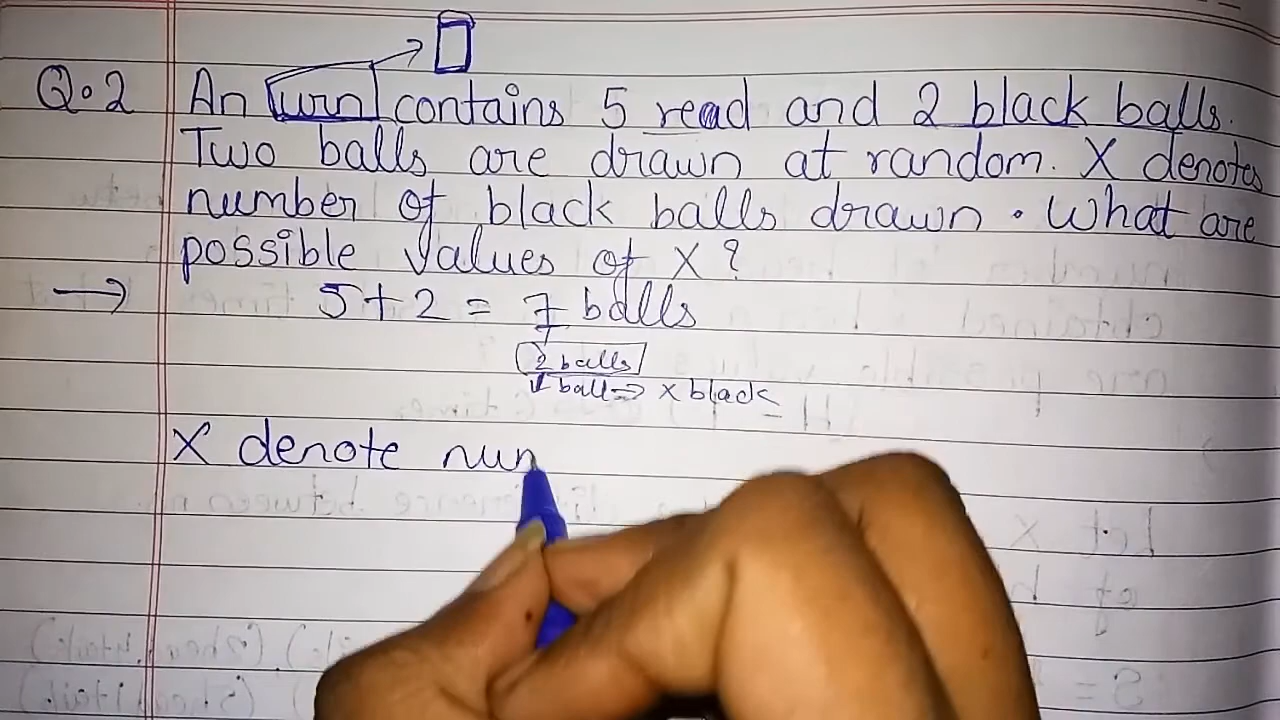 Q.2 An urn contains 5 read and 2 black balls.
Two balls are drawn at random. X denotes
number of black balls drawn. What are
possible values of X?
→ 5+2 = 7 balls
2 balls
ball => X black
X denote num